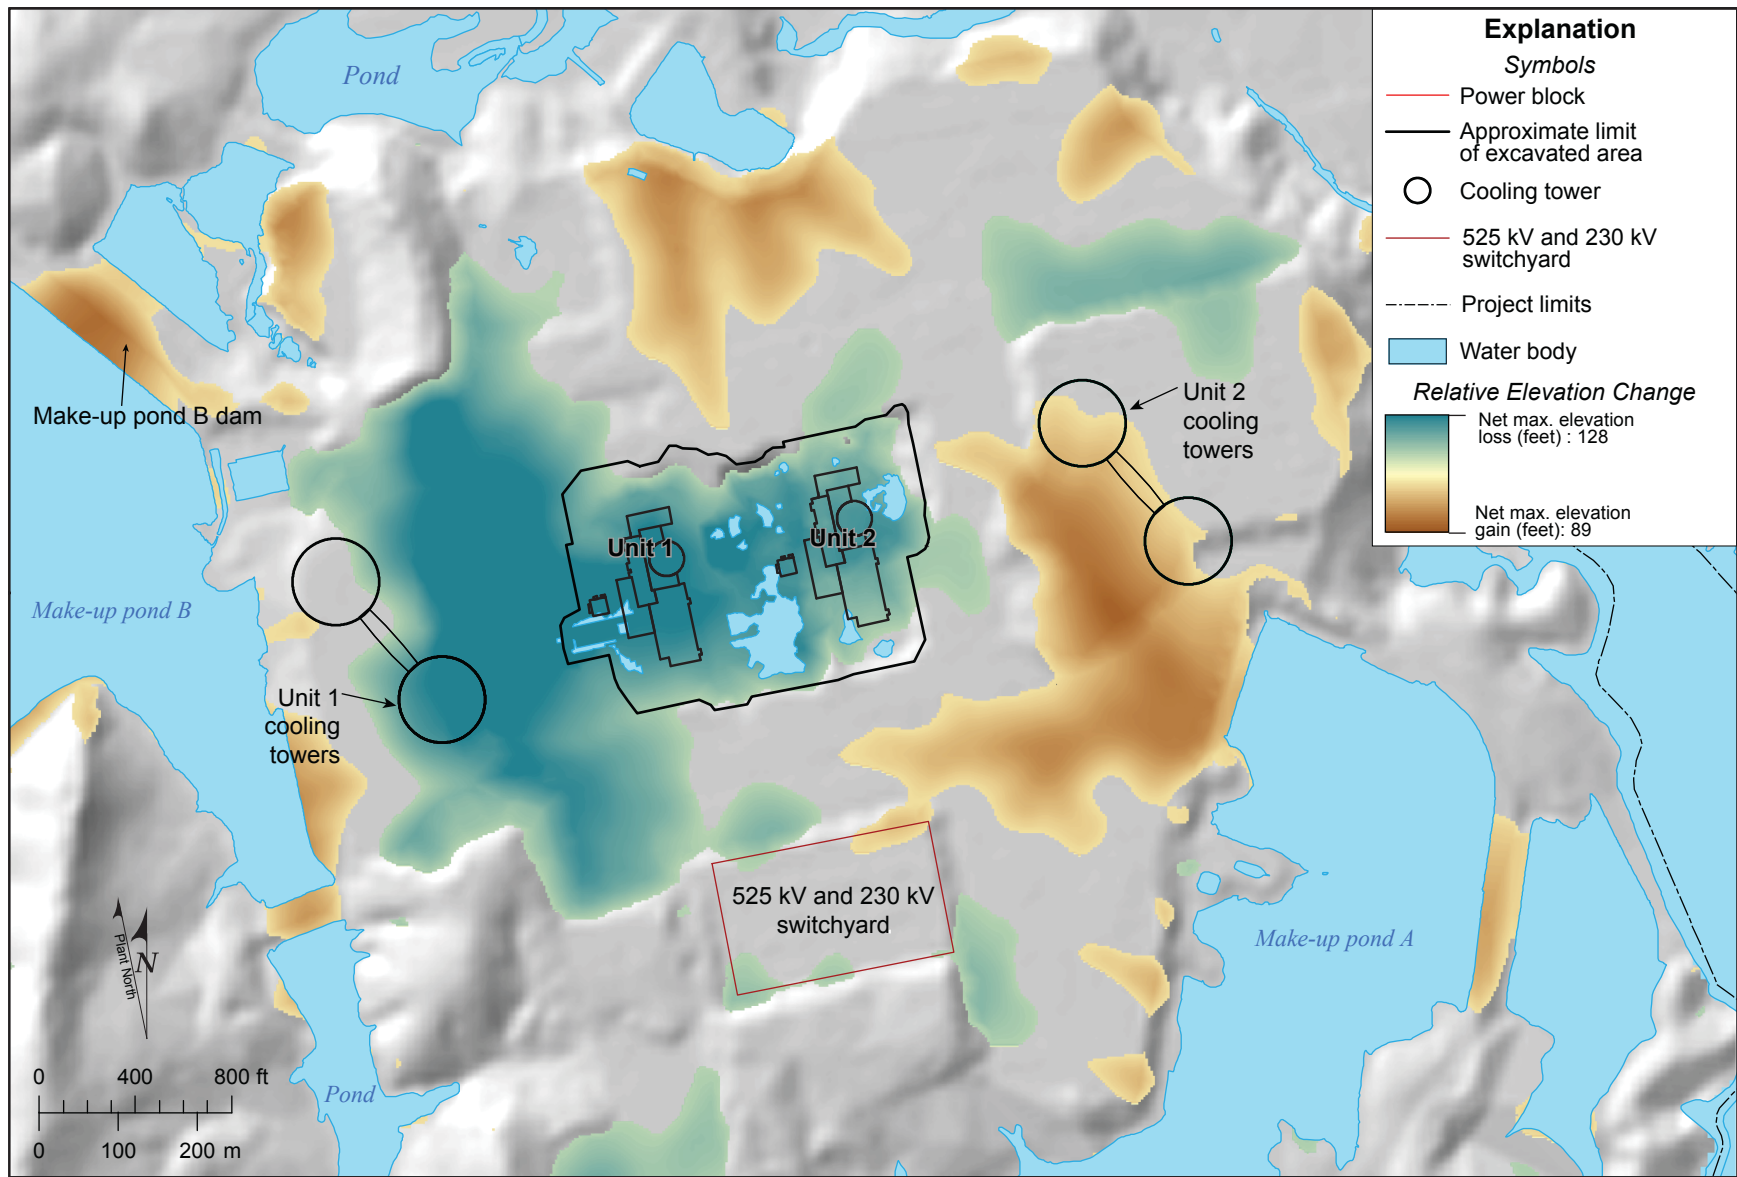 Explanation
Symbols
Power block
Approximate limit
of excavated area
Cooling tower
525 kV and 230 kV
switchyard
Project limits
Water body
Relative Elevation Change
Net max. elevation
loss (feet) : 128
Net max. elevation
gain (feet): 89
Pond
Make-up pond B dam
Unit 2
cooling
towers
Unit 1
Unit 2
Make-up pond B
Unit 1
cooling
towers
525 kV and 230 kV
switchyard
Make-up pond A
Plant North
N
Pond
0 400 800 ft
0 100 200 m